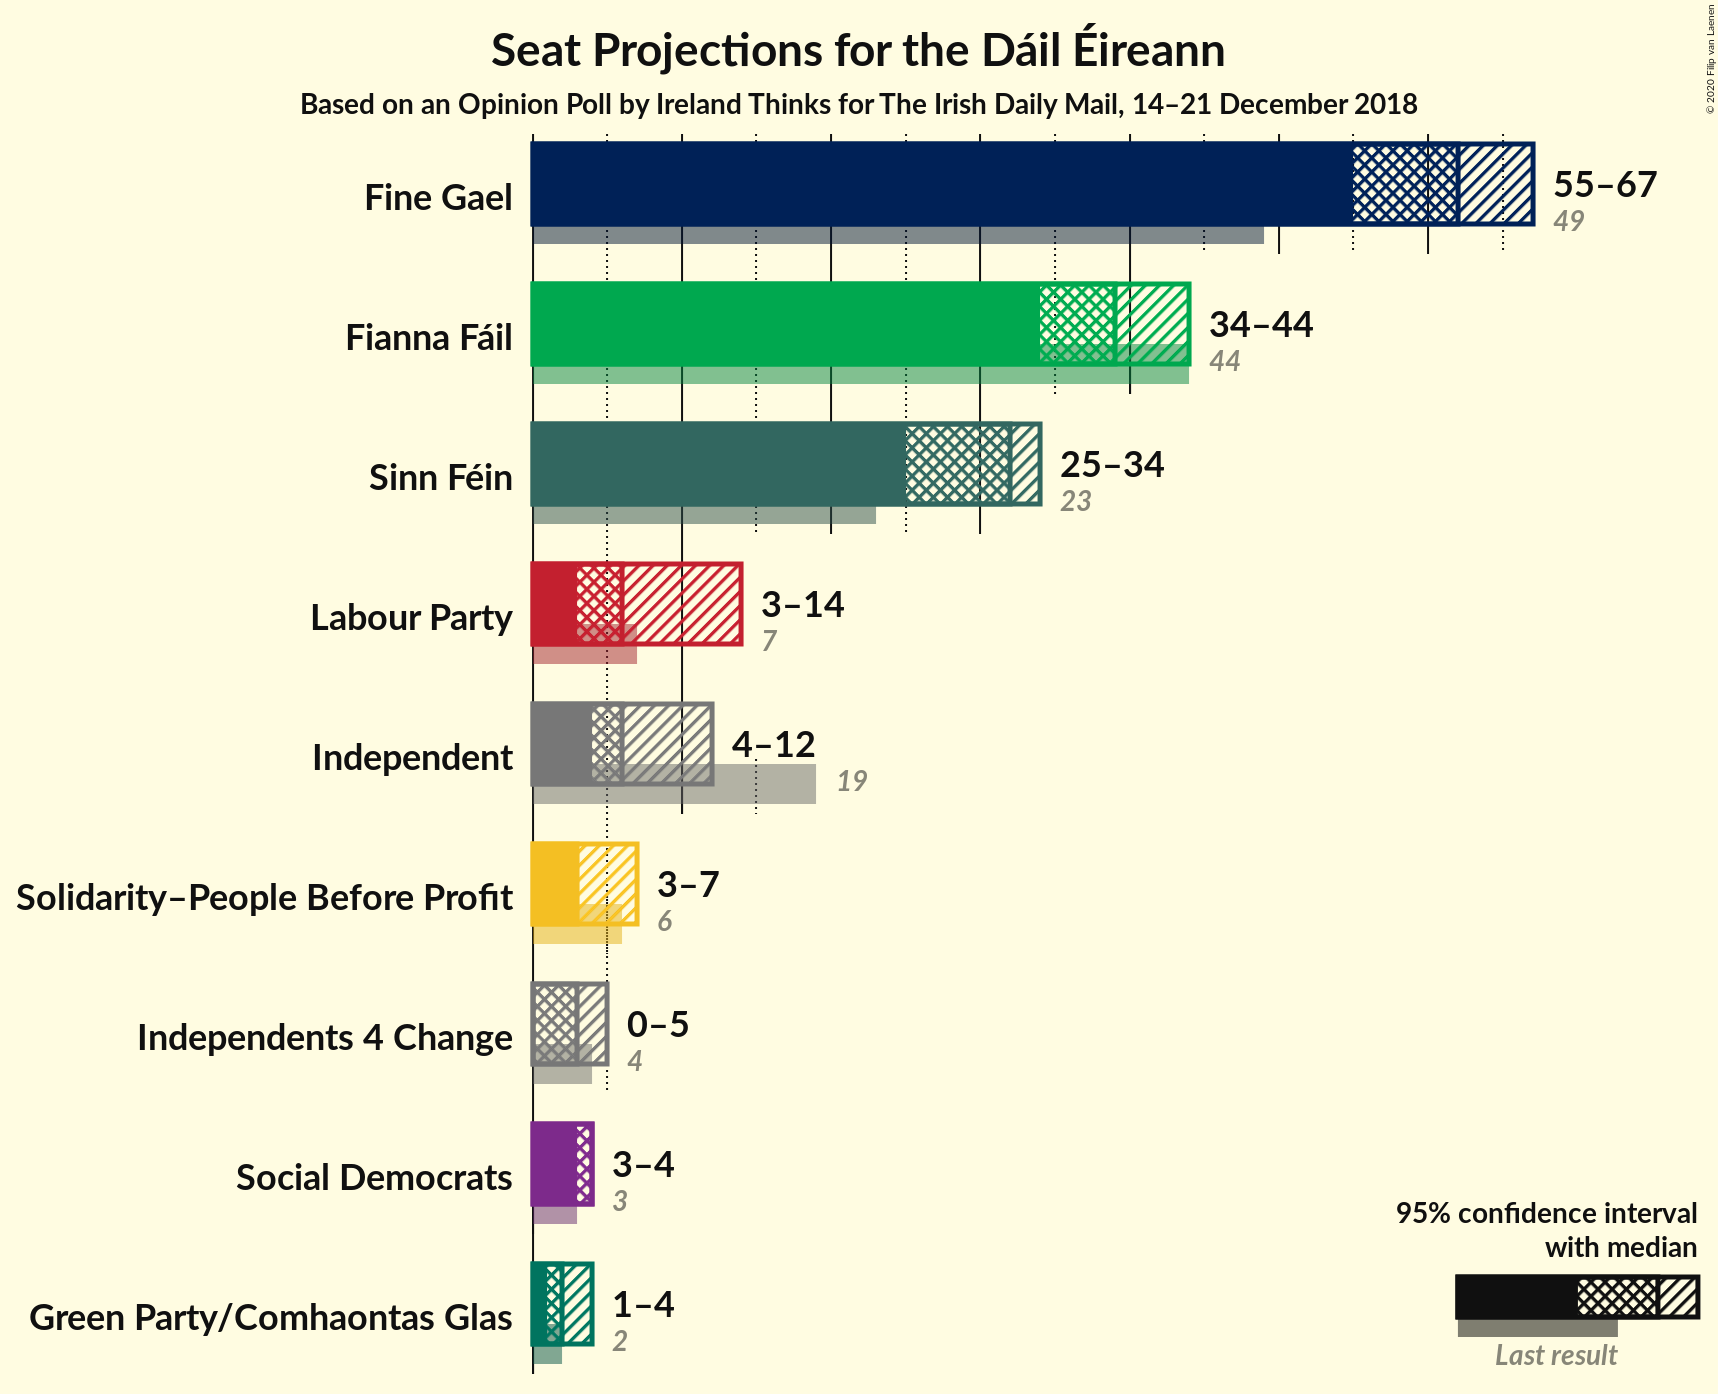 Seat Projections for the Dáil Éireann
Based on an Opinion Poll by Ireland Thinks for The Irish Daily Mail, 14–21 December 2018
© 2020 Filip van Laenen
Fine Gael
55–67
49
Fianna Fáil
34–44
44
Sinn Féin
25–34
23
Labour Party
3–14
7
Independent
4–12
19
Solidarity–People Before Profit
3–7
6
Independents 4 Change
0–5
4
Social Democrats
3–4
3
Green Party/Comhaontas Glas
1–4
2
95% confidence interval
with median
Last result